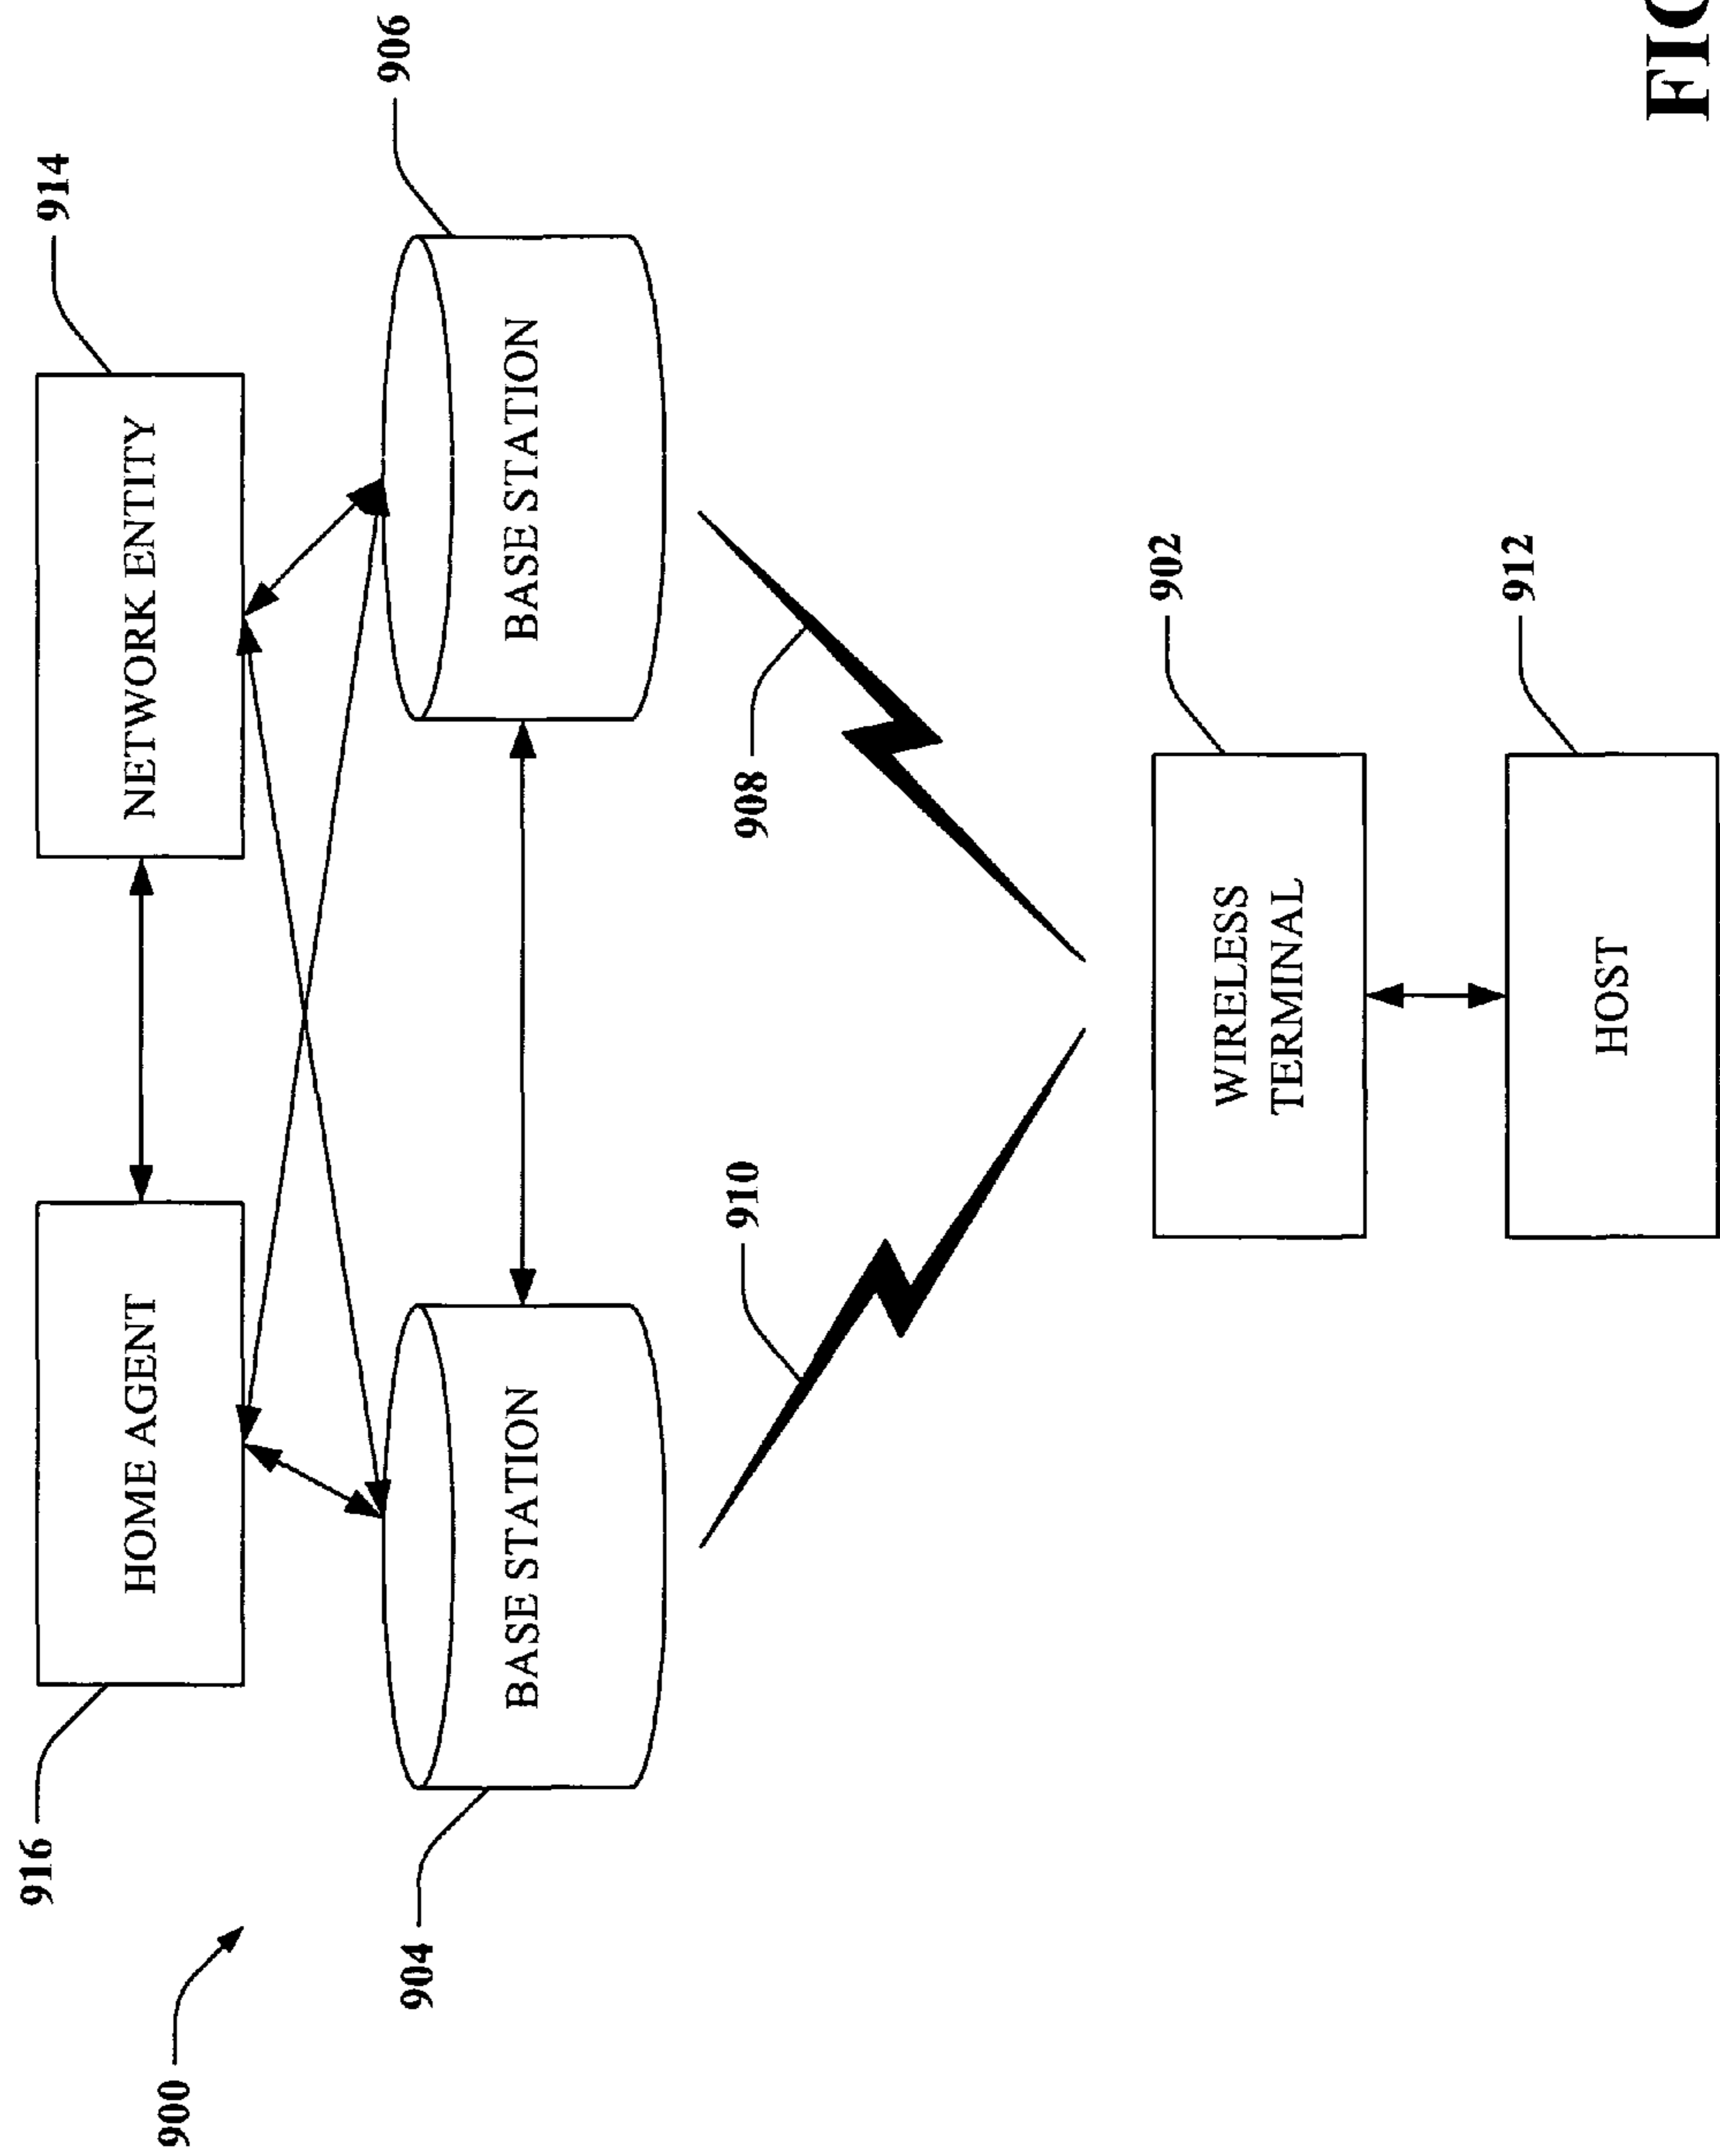 900
916
914
HOME AGENT
NETWORK ENTITY
904
906
BASE STATION
BASE STATION
910
908
902
WIRELESS
TERMINAL
912
HOST